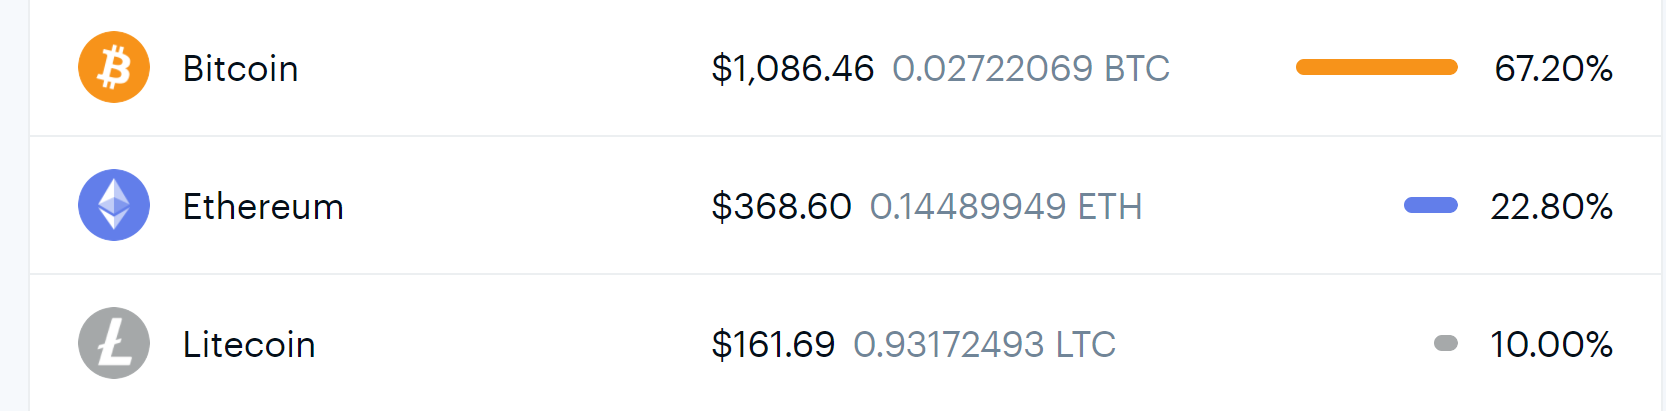 Bitcoin $1,086.46 0.02722069 BTC 67.20%
Ethereum $368.60 0.14489949 ETH 22.80%
Litecoin $161.69 0.93172493 LTC 10.00%